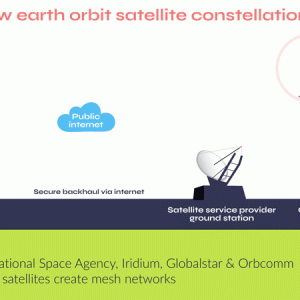 w earth orbit satellite constellation
Public
internet
Secure backhaul via internet
Satellite service provider
ground station
ational Space Agency, Iridium, Globalstar & Orbcomm
satellites create mesh networks